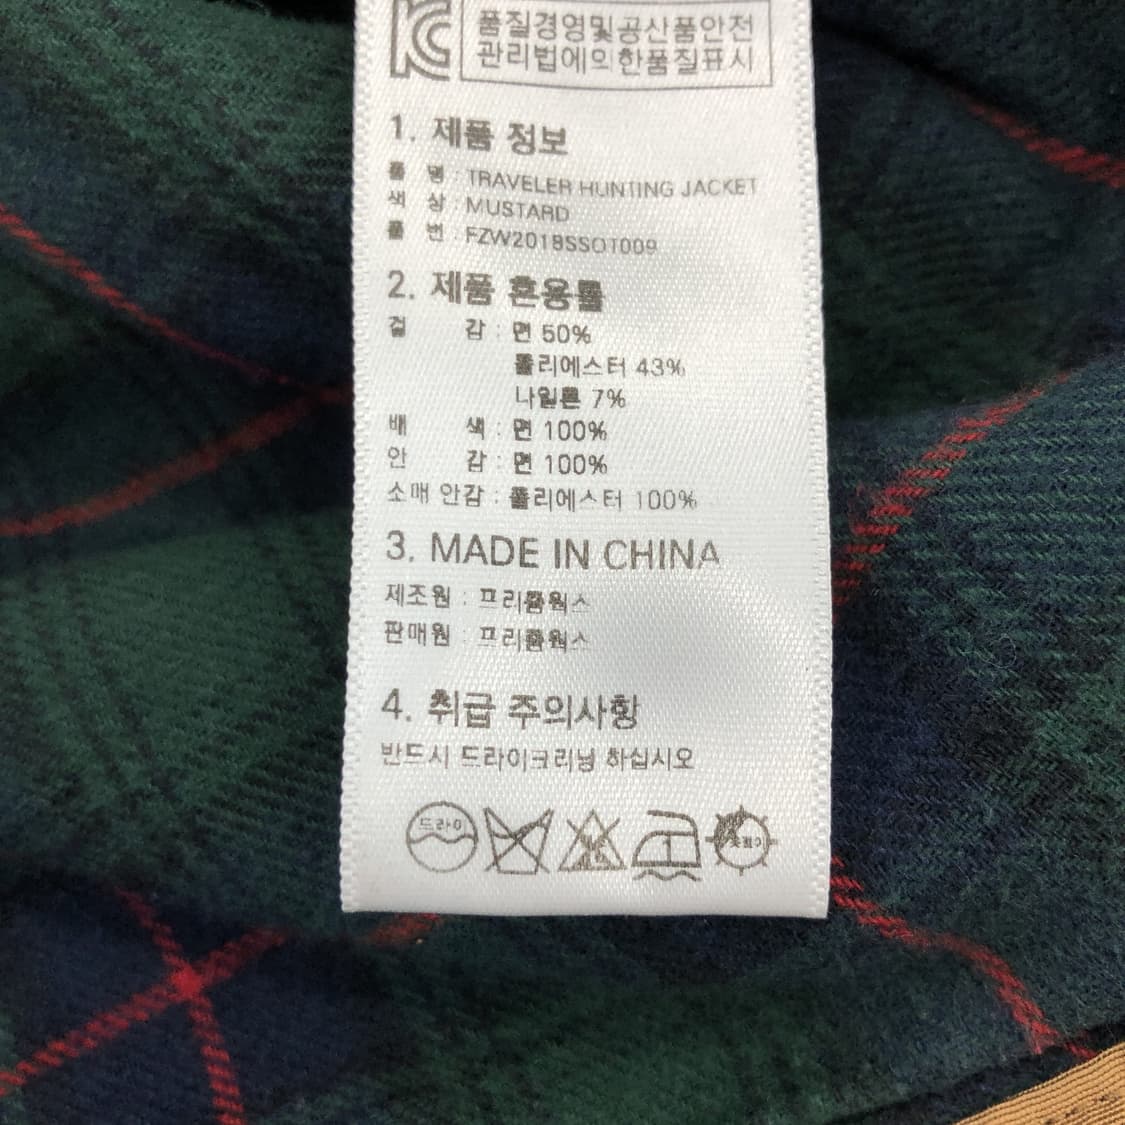 KC 품질경영및공산품안전
관리법에의한품질표시
1. 제품 정보
품 명 : TRAVELER HUNTING JACKET
색 상 : MUSTARD
품 번 : FZW2018SSOT009
2. 제품 혼용률
겉 감 : 면 50%
폴리에스터 43%
나일론 7%
배 색 : 면 100%
안 감 : 면 100%
소매 안감 : 폴리에스터 100%
3. MADE IN CHINA
제조원 : 프리즘웍스
판매원 : 프리즘웍스
4. 취급 주의사항
반드시 드라이크리닝 하십시오
드라이